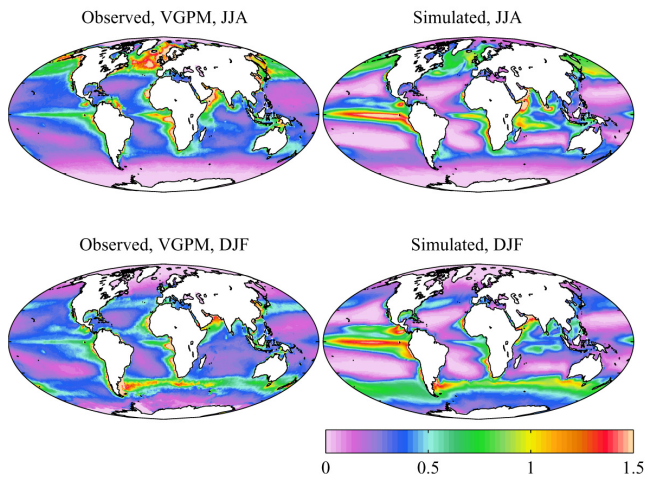 Observed, VGPM, JJA
Simulated, JJA
Observed, VGPM, DJF
Simulated, DJF
0 0.5 1 1.5